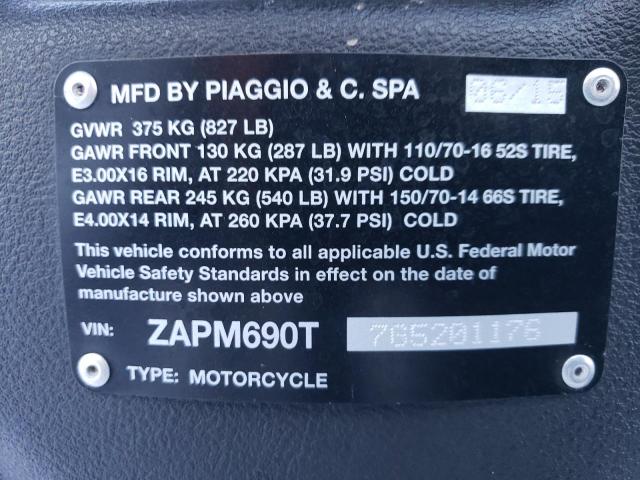 MFD BY PIAGGIO & C. SPA 06/15
GVWR 375 KG (827 LB)
GAWR FRONT 130 KG (287 LB) WITH 110/70-16 52S TIRE,
E3.00X16 RIM, AT 220 KPA (31.9 PSI) COLD
GAWR REAR 245 KG (540 LB) WITH 150/70-14 66S TIRE,
E4.00X14 RIM, AT 260 KPA (37.7 PSI) COLD
This vehicle conforms to all applicable U.S. Federal Motor
Vehicle Safety Standards in effect on the date of
manufacture shown above
VIN: ZAPM690T 7G5201176
TYPE: MOTORCYCLE